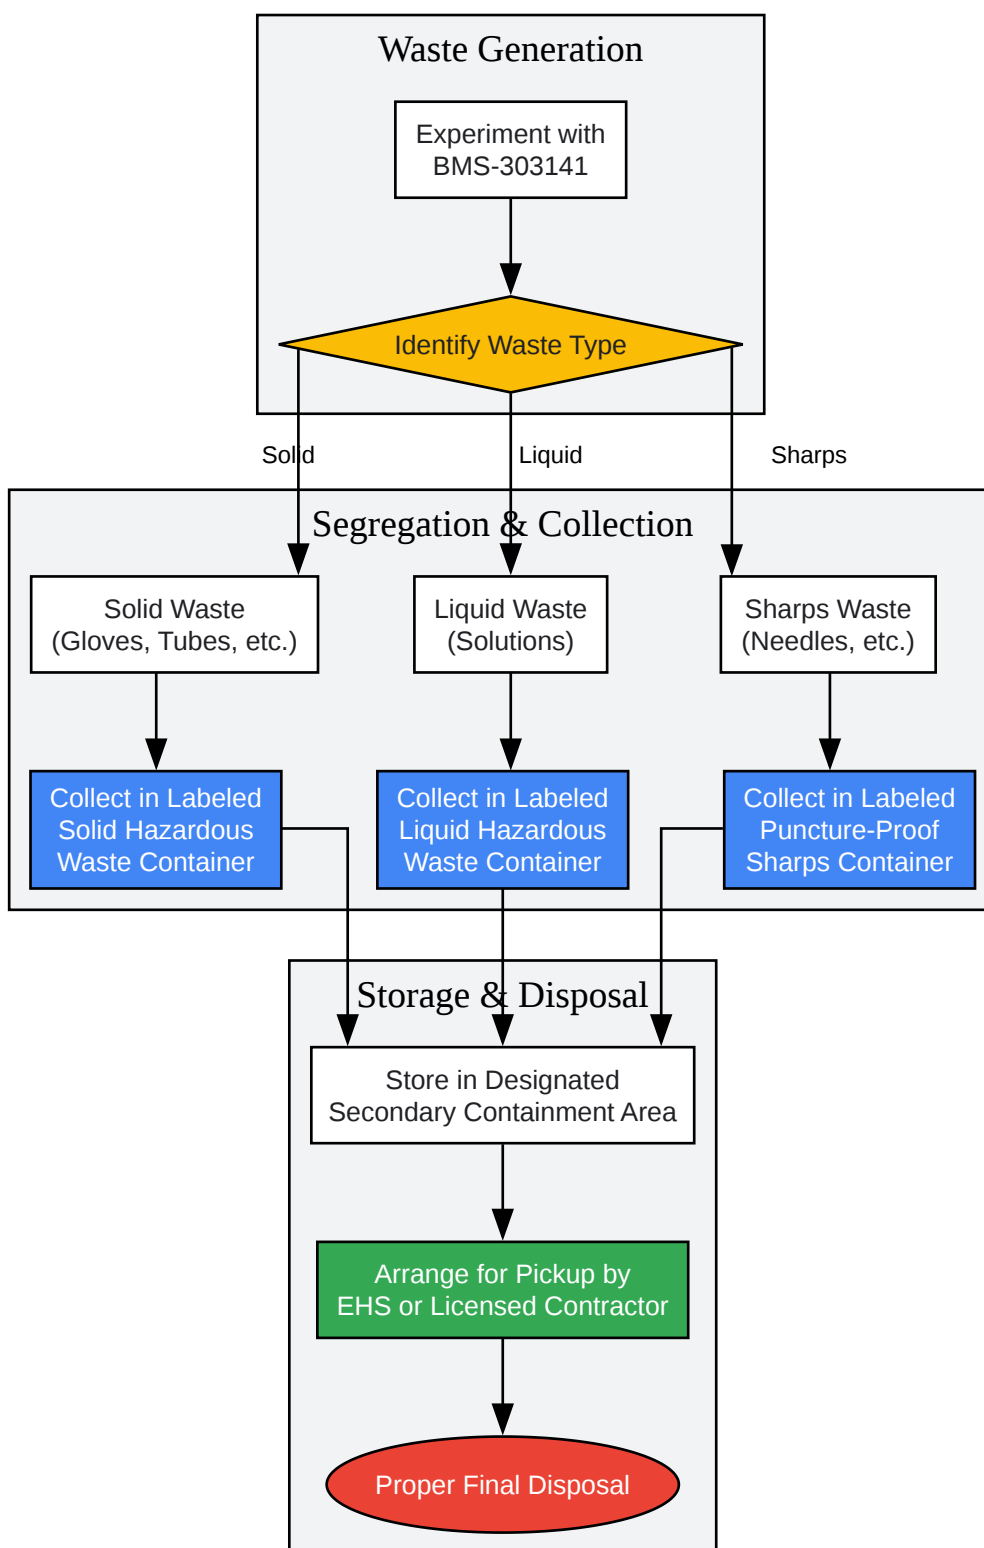 Waste Generation
Experiment with
BMS-303141
Identify Waste Type
Solid
Liquid
Sharps
Segregation & Collection
Solid Waste
(Gloves, Tubes, etc.)
Liquid Waste
(Solutions)
Sharps Waste
(Needles, etc.)
Collect in Labeled
Solid Hazardous
Waste Container
Collect in Labeled
Liquid Hazardous
Waste Container
Collect in Labeled
Puncture-Proof
Sharps Container
Storage & Disposal
Store in Designated
Secondary Containment Area
Arrange for Pickup by
EHS or Licensed Contractor
Proper Final Disposal